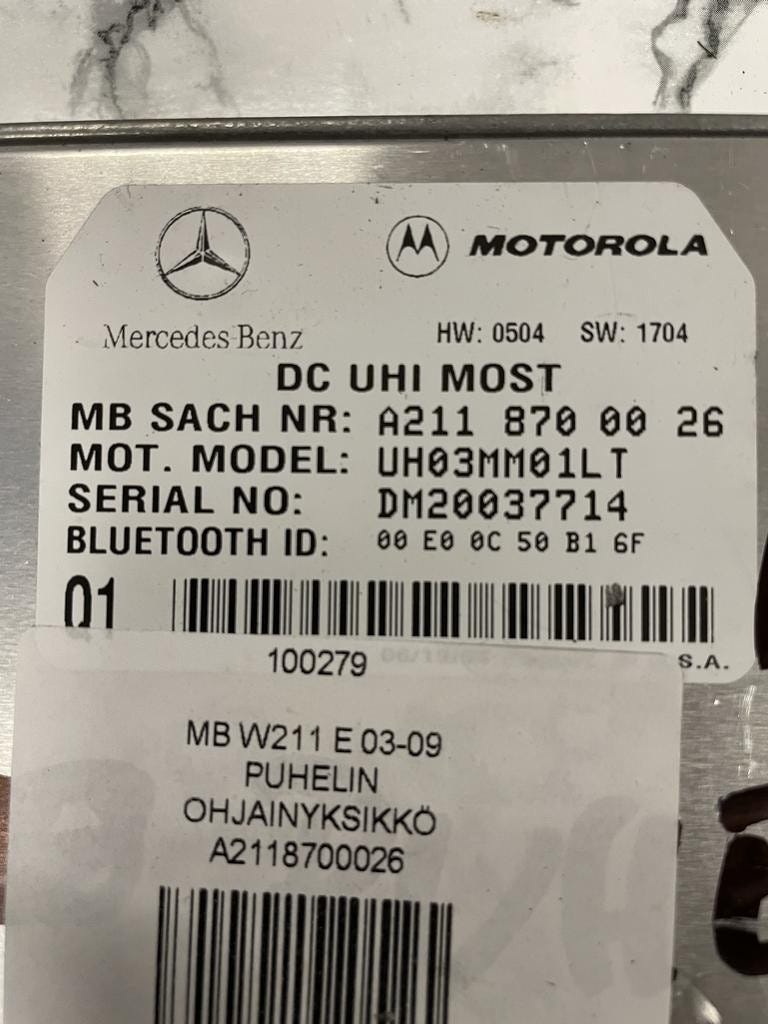 MOTOROLA
Mercedes-Benz
HW: 0504 SW: 1704
DC UHI MOST
MB SACH NR: A211 870 00 26
MOT. MODEL: UH03MM01LT
SERIAL NO: DM20037714
BLUETOOTH ID: 00 E0 0C 50 B1 6F
Q1
S.A.
100279
MB W211 E 03-09
PUHELIN
OHJAINYKSIKKÖ
A2118700026